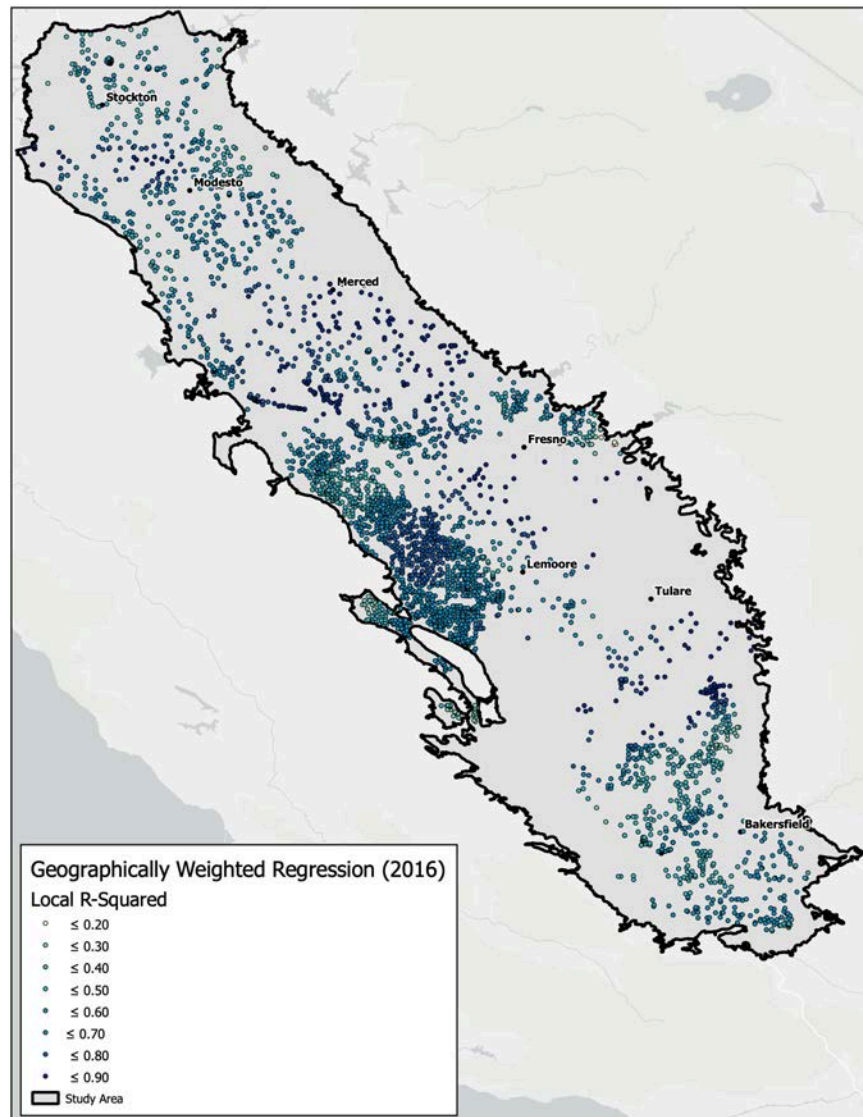 Stockton
Modesto
Merced
Fresno
Lemoore
Tulare
Bakersfield
Geographically Weighted Regression (2016)
Local R-Squared
≤ 0.20
≤ 0.30
≤ 0.40
≤ 0.50
≤ 0.60
≤ 0.70
≤ 0.80
≤ 0.90
Study Area